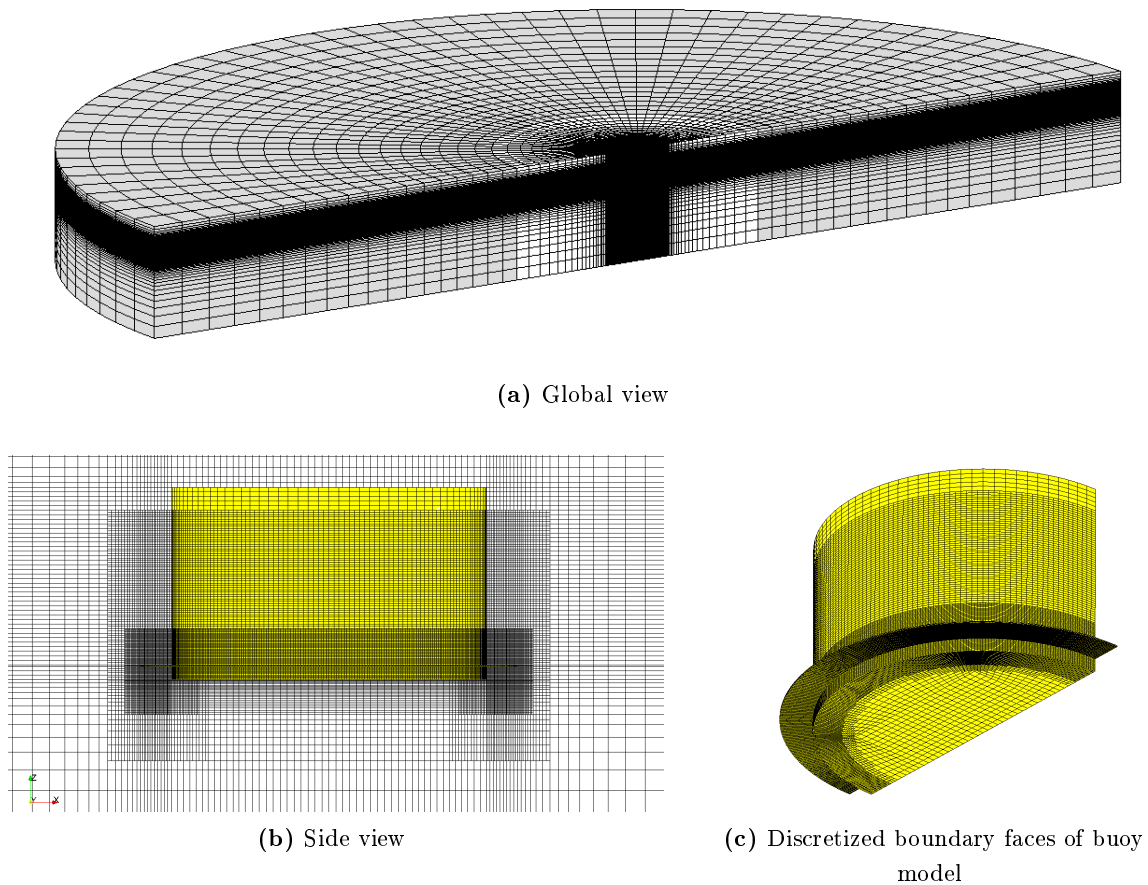 (a) Global view
Z
Y X
(b) Side view
(c) Discretized boundary faces of buoy
model